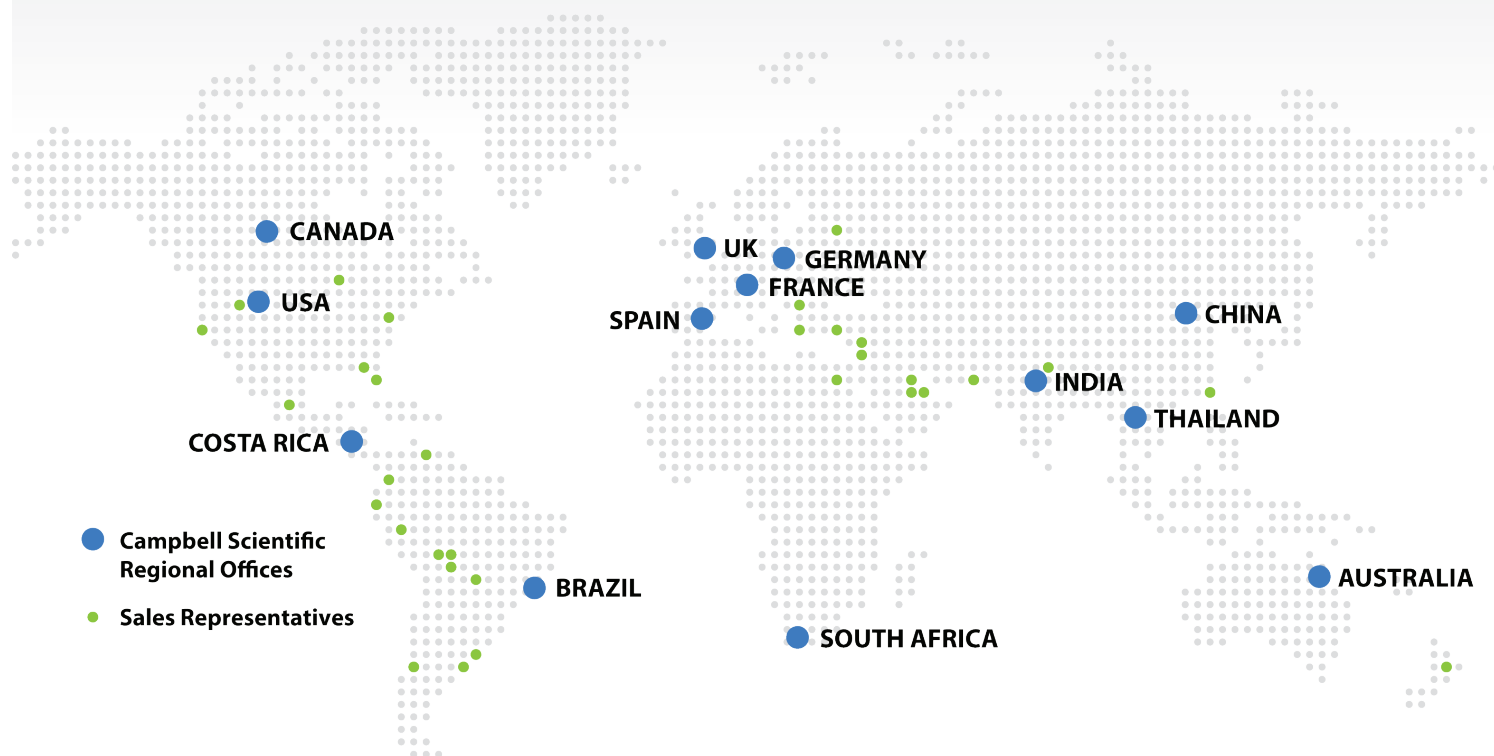 CANADA
UK
GERMANY
FRANCE
USA
SPAIN
CHINA
INDIA
THAILAND
COSTA RICA
Campbell Scientific
Regional Offices
Sales Representatives
BRAZIL
AUSTRALIA
SOUTH AFRICA